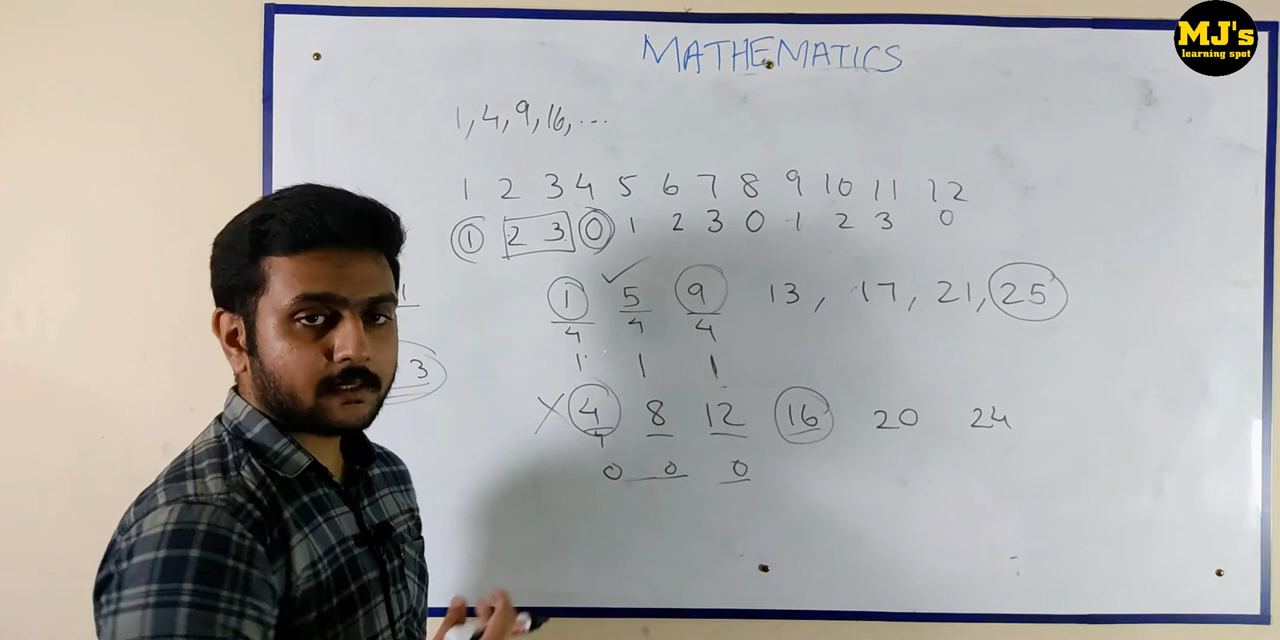 MJ's
learning spot
MATHEMATICS
1, 4, 9, 16, ...
1 2 3 4 5 6 7 8 9 10 11 12
1 2 3 0 1 2 3 0 1 2 3 0
1 5 9 13, 17, 21, 25
4 4 4
1 1 1
3
X 4 8 12 16 20 24
4
0 0 0